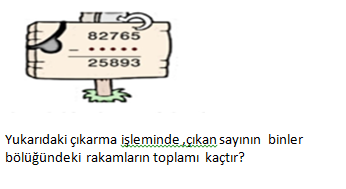 82765
– •••••
25893
Yukarıdaki çıkarma işleminde ,çıkan sayının binler
bölüğündeki rakamların toplamı kaçtır?